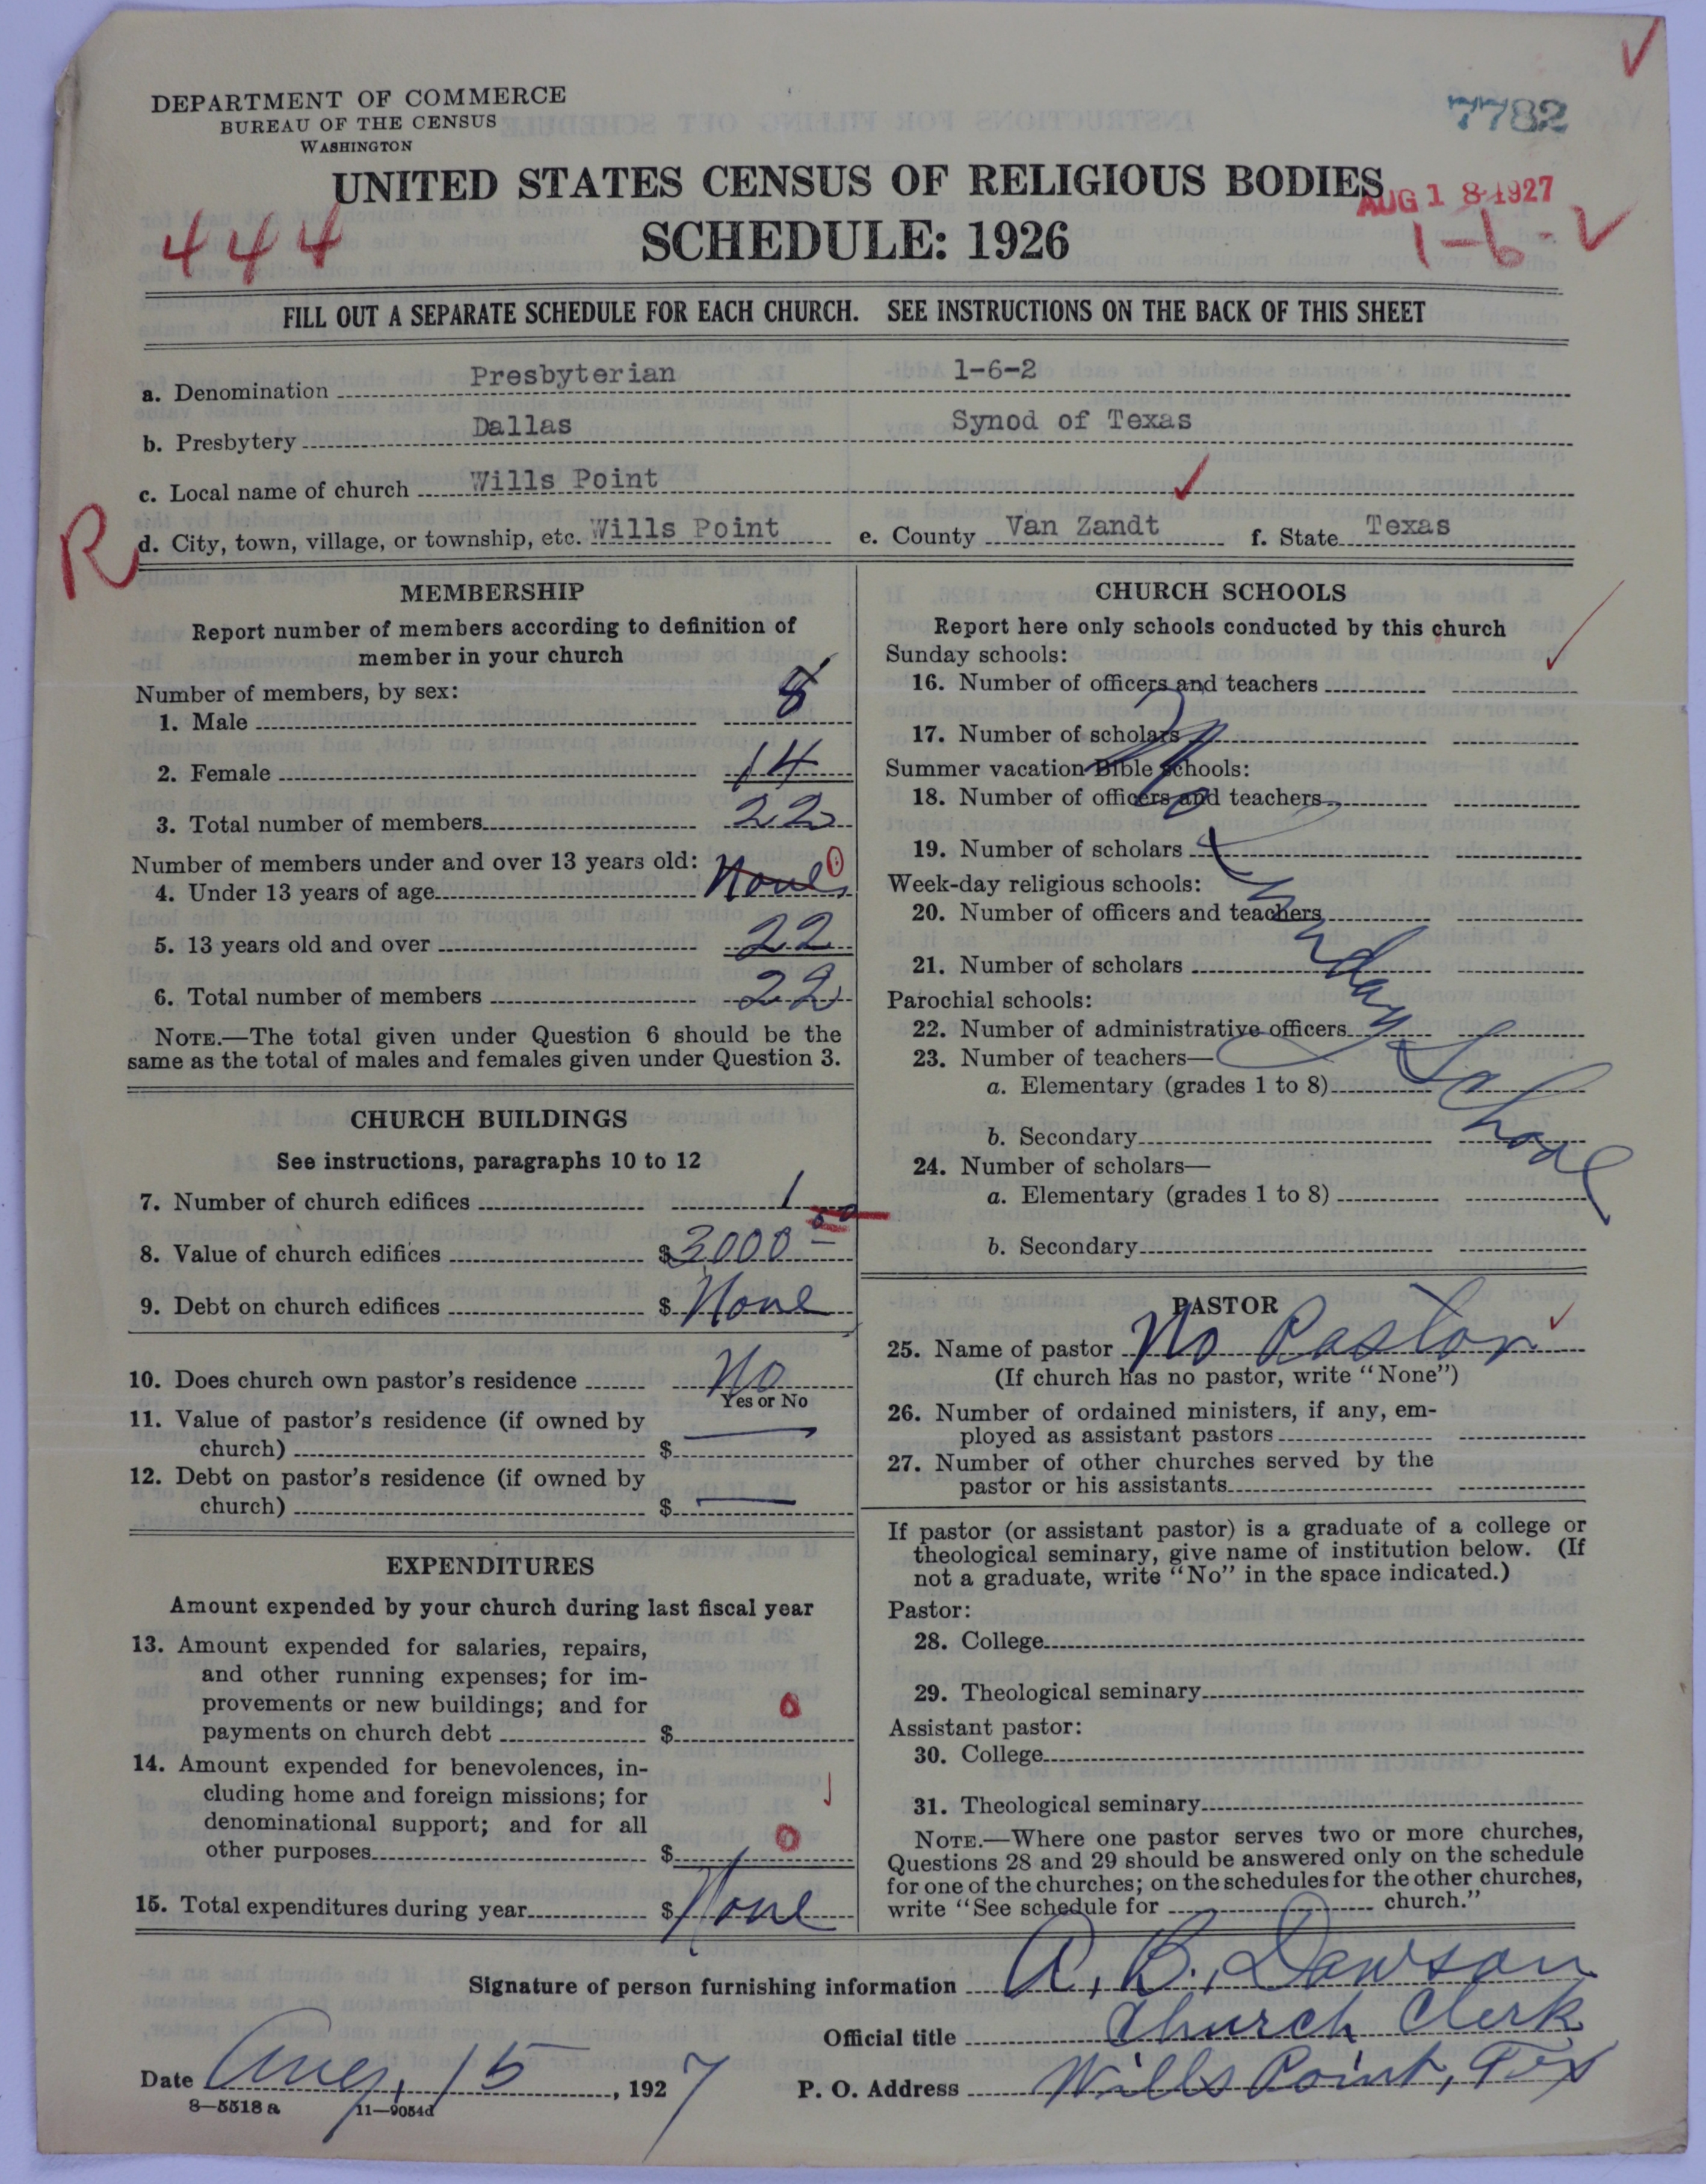 DEPARTMENT OF COMMERCE
BUREAU OF THE CENSUS
WASHINGTON
7782
UNITED STATES CENSUS OF RELIGIOUS BODIES
AUG 18 1927
444
SCHEDULE: 1926
1-6-2
FILL OUT A SEPARATE SCHEDULE FOR EACH CHURCH. SEE INSTRUCTIONS ON THE BACK OF THIS SHEET
a. Denomination Presbyterian 1-6-2
b. Presbytery Dallas Synod of Texas
c. Local name of church Wills Point
R
d. City, town, village, or township, etc. Wills Point e. County Van Zandt f. State Texas
MEMBERSHIP
Report number of members according to definition of
member in your church
Number of members, by sex:
1. Male 8
2. Female 14
3. Total number of members 22
Number of members under and over 13 years old:
4. Under 13 years of age None 0
5. 13 years old and over 22
6. Total number of members 22
NOTE.—The total given under Question 6 should be the
same as the total of males and females given under Question 3.
CHURCH BUILDINGS
See instructions, paragraphs 10 to 12
7. Number of church edifices 1
8. Value of church edifices $3000 00
9. Debt on church edifices $ None
10. Does church own pastor's residence No
Yes or No
11. Value of pastor's residence (if owned by
church) $ —
12. Debt on pastor's residence (if owned by
church) $ —
EXPENDITURES
Amount expended by your church during last fiscal year
13. Amount expended for salaries, repairs,
and other running expenses; for im-
provements or new buildings; and for
payments on church debt $ 0
14. Amount expended for benevolences, in-
cluding home and foreign missions; for
denominational support; and for all
other purposes $ 0
15. Total expenditures during year $ None
CHURCH SCHOOLS
Report here only schools conducted by this church
Sunday schools:
16. Number of officers and teachers
17. Number of scholars
Summer vacation Bible schools:
18. Number of officers and teachers
19. Number of scholars
Week-day religious schools:
20. Number of officers and teachers
21. Number of scholars
Parochial schools:
22. Number of administrative officers
23. Number of teachers—
a. Elementary (grades 1 to 8)
b. Secondary
24. Number of scholars—
a. Elementary (grades 1 to 8)
b. Secondary
No Sunday School
PASTOR
25. Name of pastor No Pastor
(If church has no pastor, write "None")
26. Number of ordained ministers, if any, em-
ployed as assistant pastors
27. Number of other churches served by the
pastor or his assistants
If pastor (or assistant pastor) is a graduate of a college or
theological seminary, give name of institution below. (If
not a graduate, write "No" in the space indicated.)
Pastor:
28. College
29. Theological seminary
Assistant pastor:
30. College
31. Theological seminary
NOTE.—Where one pastor serves two or more churches,
Questions 28 and 29 should be answered only on the schedule
for one of the churches; on the schedules for the other churches,
write "See schedule for church."
Signature of person furnishing information A. B. Dawson
Official title Church Clerk
Date Aug. 15, 1927 P. O. Address Wills Point, Tex
8—5518 a 11—9054d